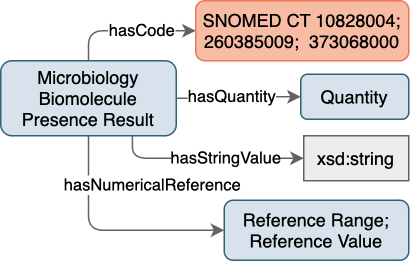 hasCode
SNOMED CT 10828004;
260385009; 373068000
Microbiology
Biomolecule
Presence Result
hasQuantity
Quantity
hasStringValue
xsd:string
hasNumericalReference
Reference Range;
Reference Value